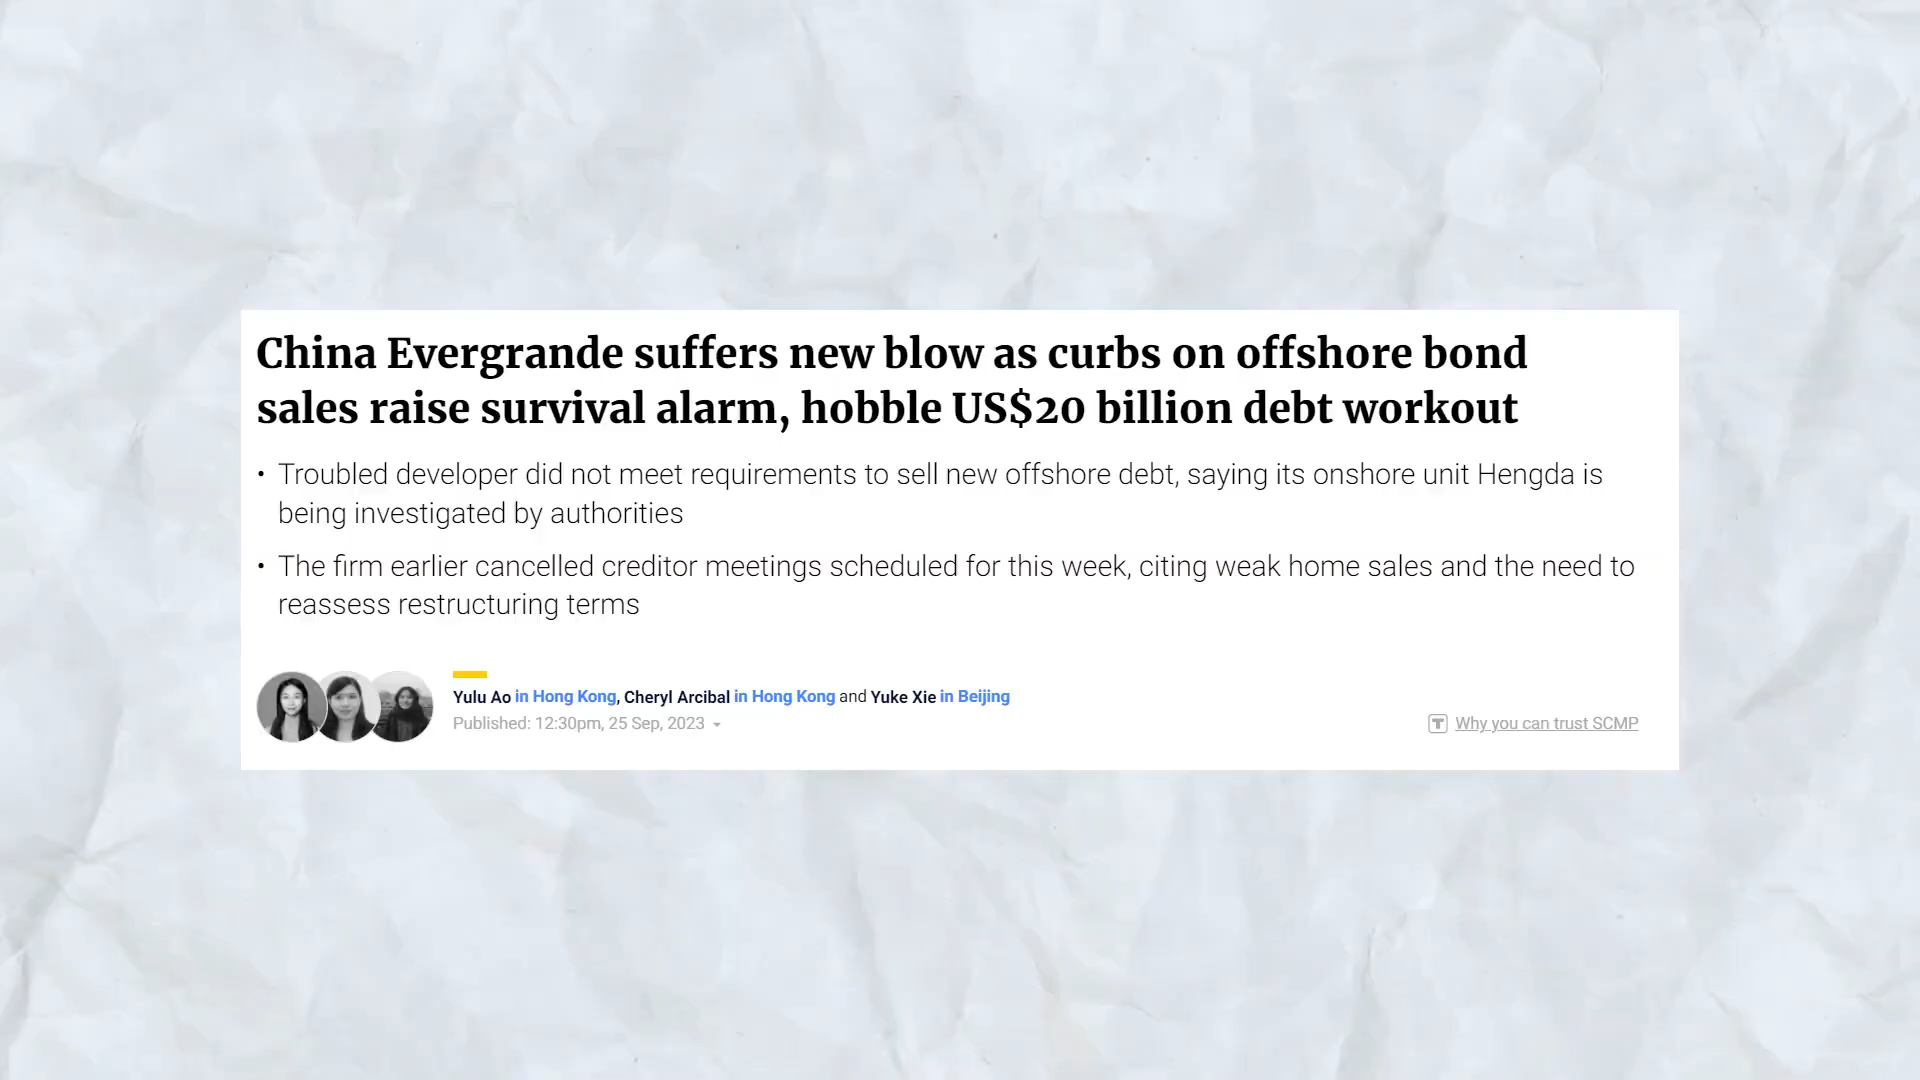 China Evergrande suffers new blow as curbs on offshore bond
sales raise survival alarm, hobble US$20 billion debt workout
• Troubled developer did not meet requirements to sell new offshore debt, saying its onshore unit Hengda is
being investigated by authorities
• The firm earlier cancelled creditor meetings scheduled for this week, citing weak home sales and the need to
reassess restructuring terms
Yulu Ao in Hong Kong, Cheryl Arcibal in Hong Kong and Yuke Xie in Beijing
Published: 12:30pm, 25 Sep, 2023
T Why you can trust SCMP